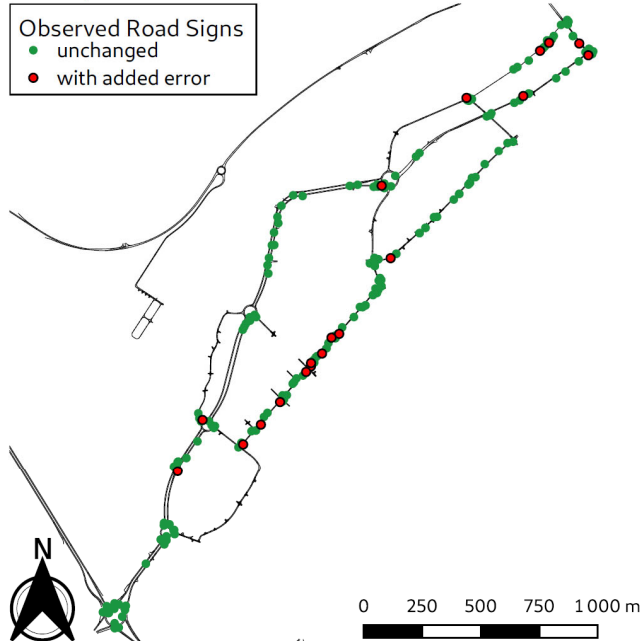 Observed Road Signs
unchanged
with added error
N
0 250 500 750 1 000 m